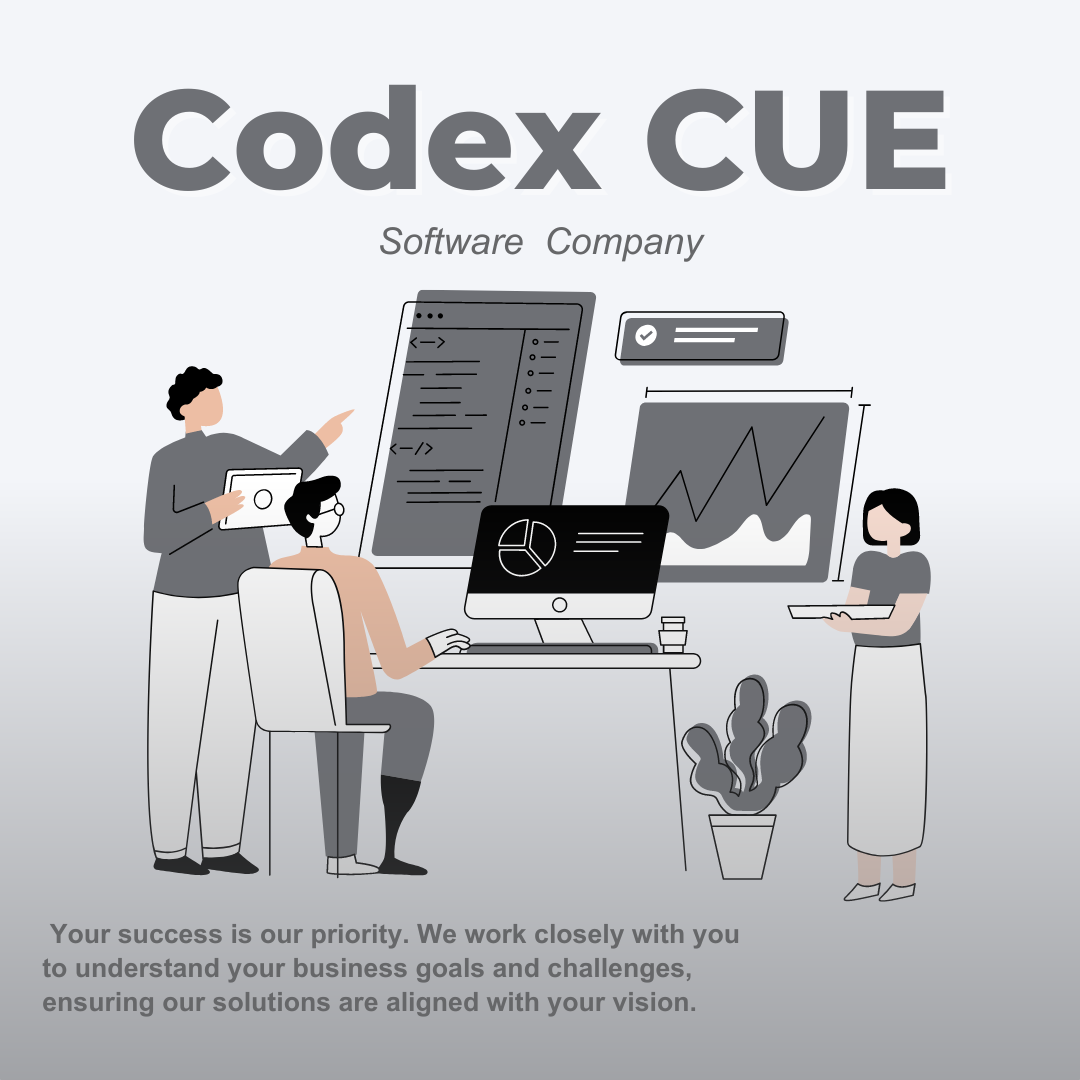 Codex CUE
Software Company
Your success is our priority. We work closely with you
to understand your business goals and challenges,
ensuring our solutions are aligned with your vision.